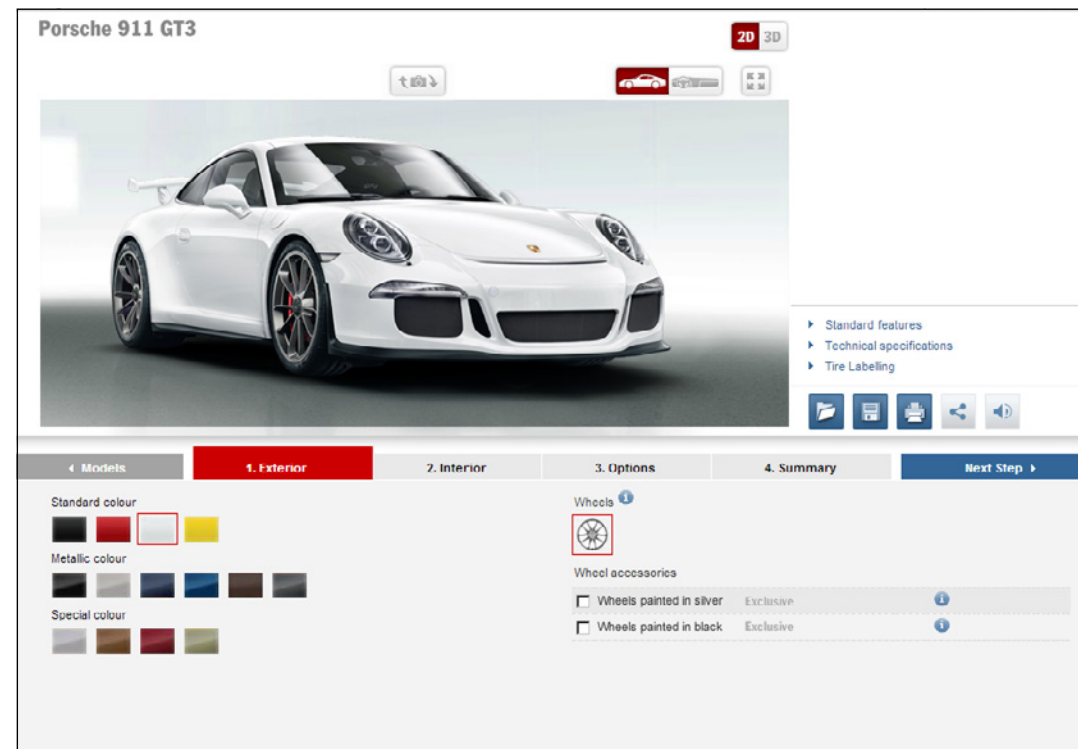 Porsche 911 GT3
2D 3D
Standard features
Technical specifications
Tire Labelling
Models
1. Exterior
2. Interior
3. Options
4. Summary
Next Step
Standard colour
Metallic colour
Special colour
Wheels
Wheel accessories
Wheels painted in silver Exclusive
Wheels painted in black Exclusive